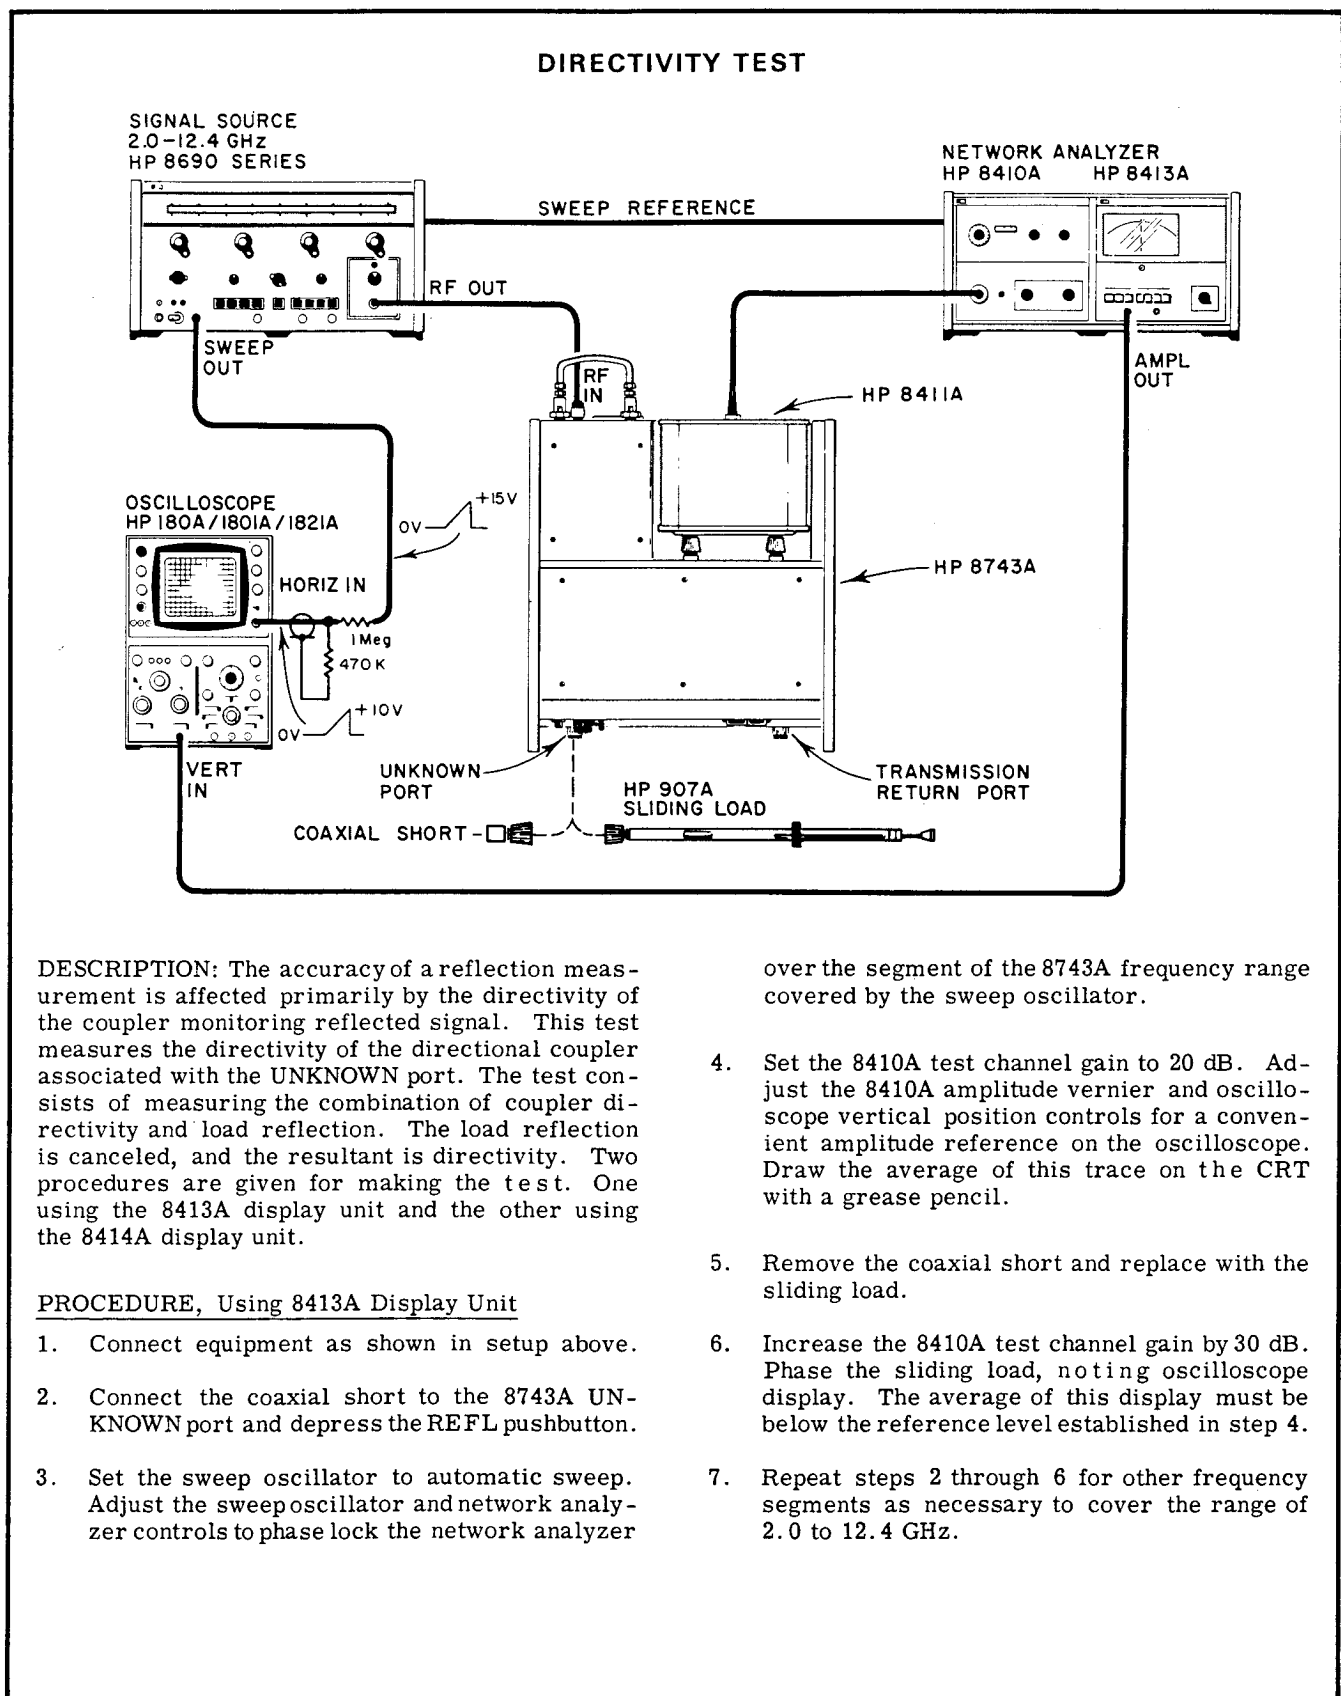 DIRECTIVITY TEST
SIGNAL SOURCE
2.0-12.4 GHz
HP 8690 SERIES
NETWORK ANALYZER
HP 8410A HP 8413A
SWEEP REFERENCE
RF OUT
SWEEP
OUT
RF
IN
HP 8411A
AMPL
OUT
OSCILLOSCOPE
HP 180A/1801A/1821A
+15V
0V
HORIZ IN
1 Meg
470 K
HP 8743A
+10V
0V
VERT
IN
UNKNOWN
PORT
HP 907A
SLIDING LOAD
TRANSMISSION
RETURN PORT
COAXIAL SHORT
DESCRIPTION: The accuracy of a reflection meas-
urement is affected primarily by the directivity of
the coupler monitoring reflected signal. This test
measures the directivity of the directional coupler
associated with the UNKNOWN port. The test con-
sists of measuring the combination of coupler di-
rectivity and load reflection. The load reflection
is canceled, and the resultant is directivity. Two
procedures are given for making the test. One
using the 8413A display unit and the other using
the 8414A display unit.
PROCEDURE, Using 8413A Display Unit
1. Connect equipment as shown in setup above.
2. Connect the coaxial short to the 8743A UN-
KNOWN port and depress the REFL pushbutton.
3. Set the sweep oscillator to automatic sweep.
Adjust the sweep oscillator and network analy-
zer controls to phase lock the network analyzer
over the segment of the 8743A frequency range
covered by the sweep oscillator.
4. Set the 8410A test channel gain to 20 dB. Ad-
just the 8410A amplitude vernier and oscillo-
scope vertical position controls for a conven-
ient amplitude reference on the oscilloscope.
Draw the average of this trace on the CRT
with a grease pencil.
5. Remove the coaxial short and replace with the
sliding load.
6. Increase the 8410A test channel gain by 30 dB.
Phase the sliding load, noting oscilloscope
display. The average of this display must be
below the reference level established in step 4.
7. Repeat steps 2 through 6 for other frequency
segments as necessary to cover the range of
2.0 to 12.4 GHz.